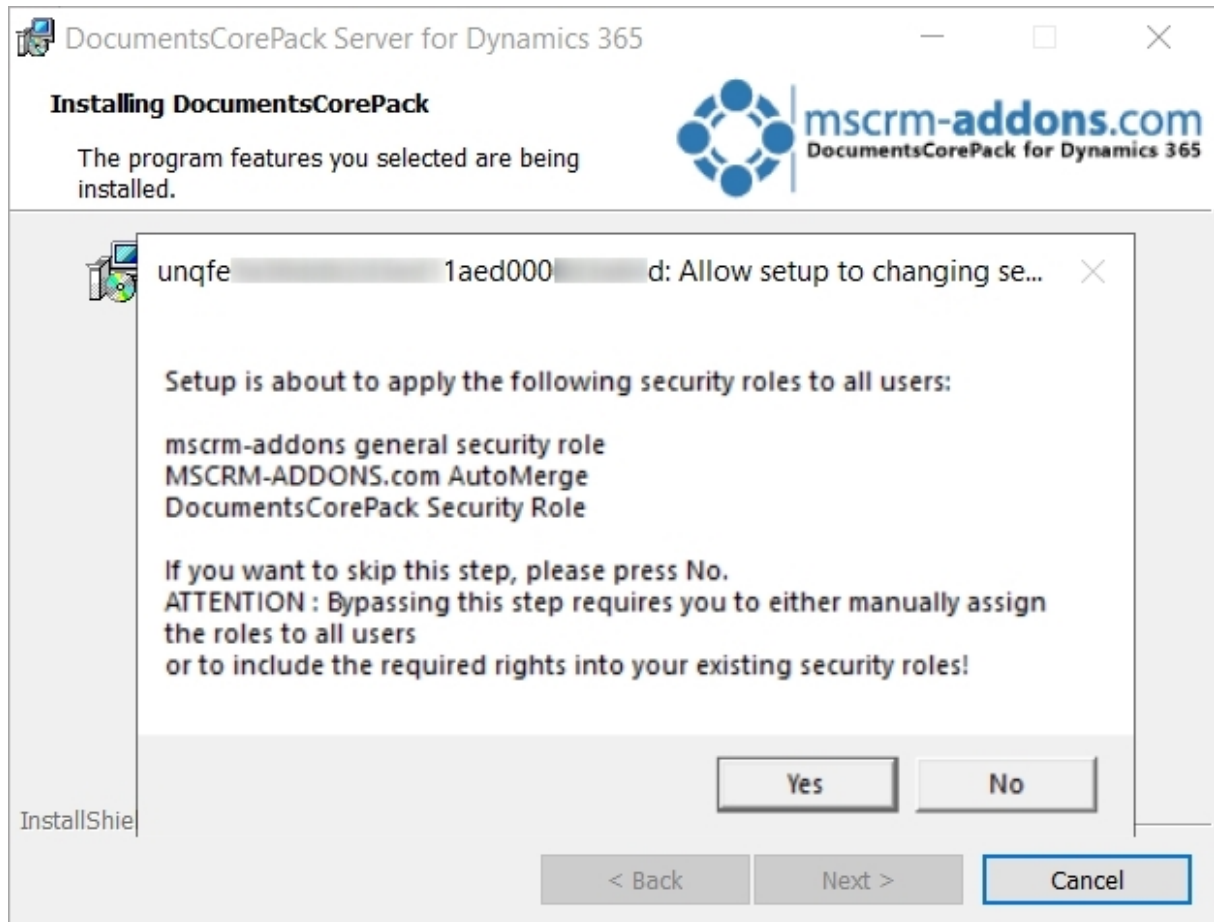 DocumentsCorePack Server for Dynamics 365
Installing DocumentsCorePack
The program features you selected are being
installed.
mscrm-addons.com
DocumentsCorePack for Dynamics 365
unqfe 1aed000 d: Allow setup to changing se...
Setup is about to apply the following security roles to all users:
mscrm-addons general security role
MSCRM-ADDONS.com AutoMerge
DocumentsCorePack Security Role
If you want to skip this step, please press No.
ATTENTION : Bypassing this step requires you to either manually assign
the roles to all users
or to include the required rights into your existing security roles!
Yes No
InstallShiel
< Back Next > Cancel